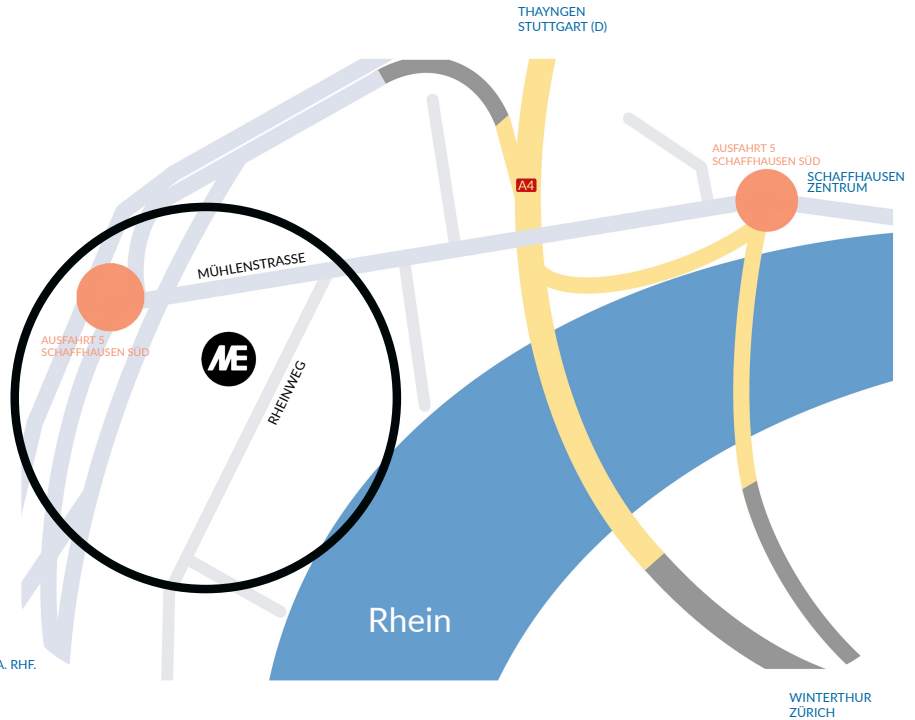 THAYNGEN
STUTTGART (D)
AUSFAHRT 5
SCHAFFHAUSEN SÜD
SCHAFFHAUSEN
ZENTRUM
A4
MÜHLENSTRASSE
AUSFAHRT 5
SCHAFFHAUSEN SÜD
ME
RHEINWEG
Rhein
A. RHF.
WINTERTHUR
ZÜRICH